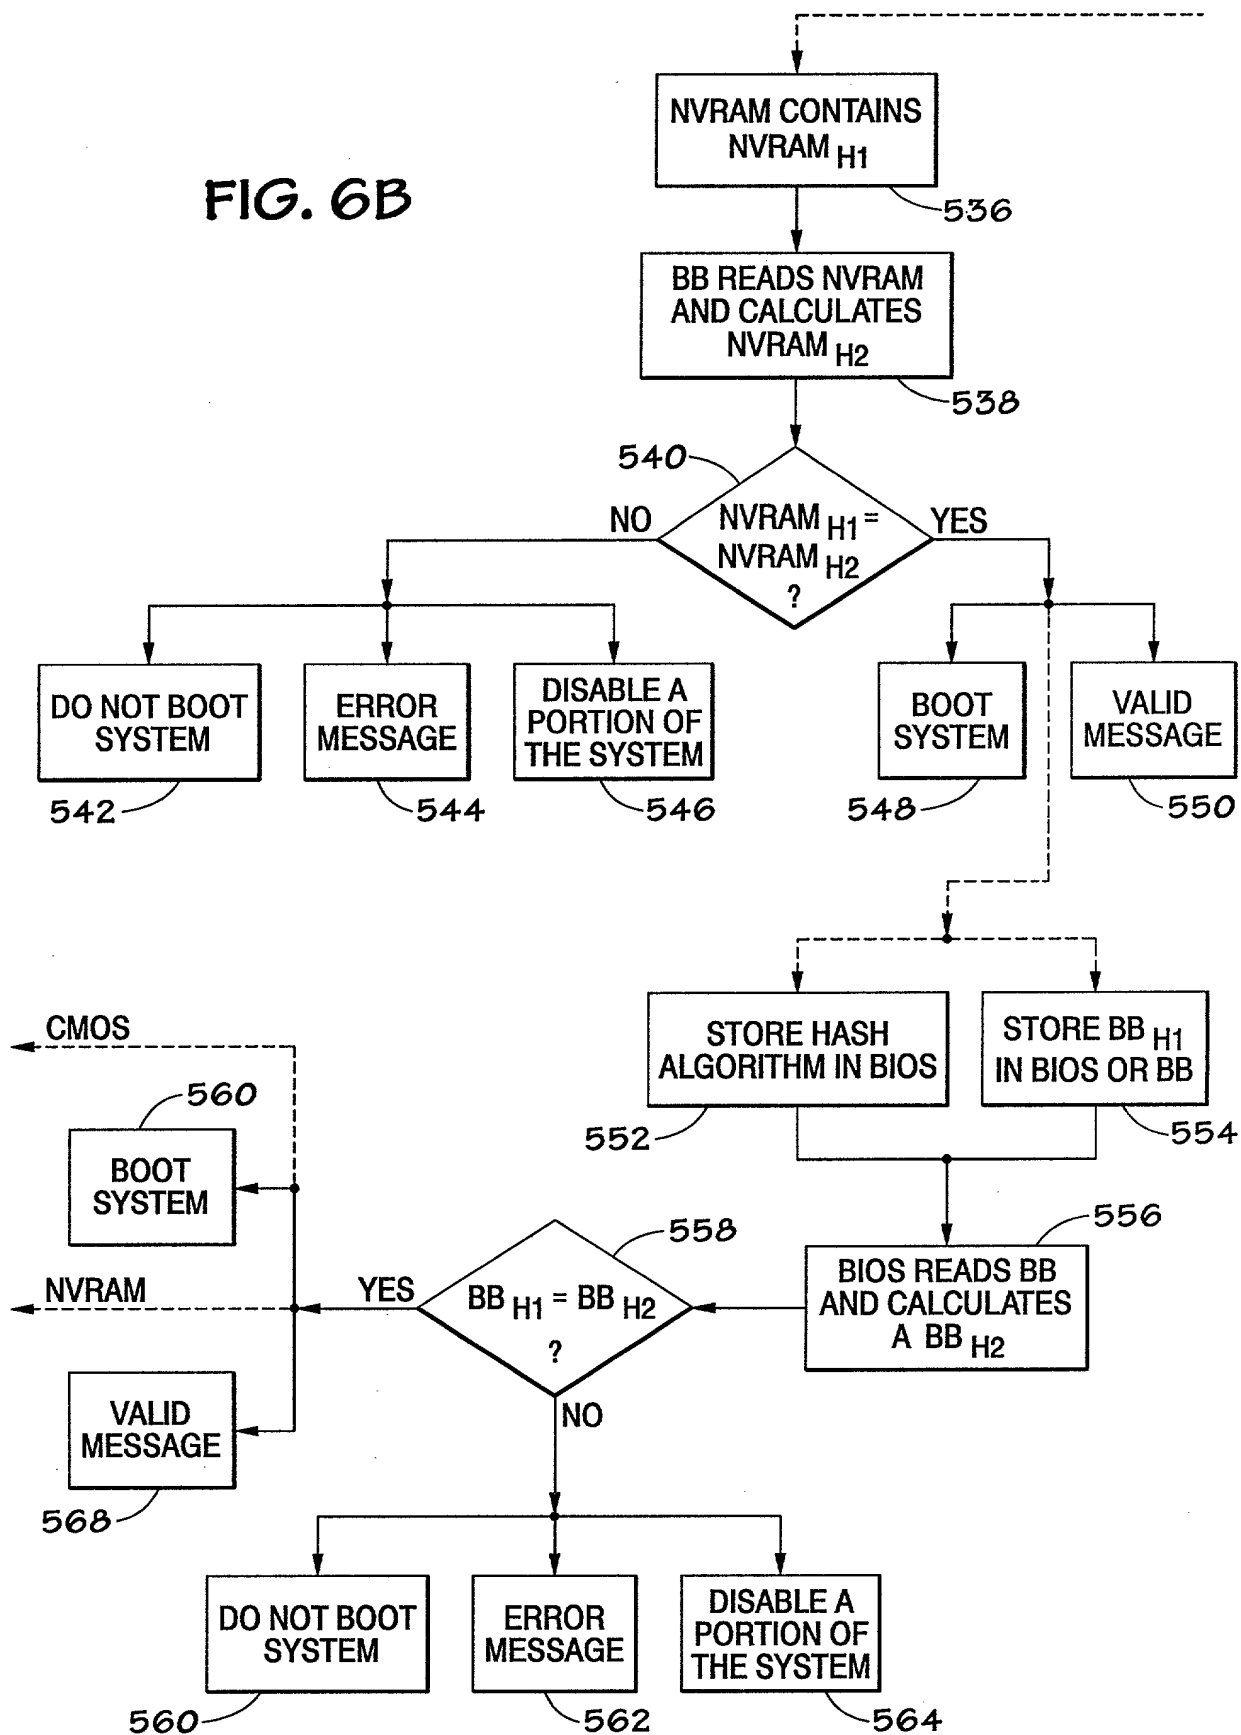 FIG. 6B
NVRAM CONTAINS
NVRAM H1
536
BB READS NVRAM
AND CALCULATES
NVRAM H2
538
540
NO
NVRAM H1 =
NVRAM H2
?
YES
DO NOT BOOT
SYSTEM
542
ERROR
MESSAGE
544
DISABLE A
PORTION OF
THE SYSTEM
546
BOOT
SYSTEM
548
VALID
MESSAGE
550
STORE HASH
ALGORITHM IN BIOS
552
STORE BB H1
IN BIOS OR BB
554
CMOS
560
BOOT
SYSTEM
NVRAM
VALID
MESSAGE
568
YES
558
BB H1 = BB H2
?
NO
556
BIOS READS BB
AND CALCULATES
A BB H2
DO NOT BOOT
SYSTEM
560
ERROR
MESSAGE
562
DISABLE A
PORTION OF
THE SYSTEM
564